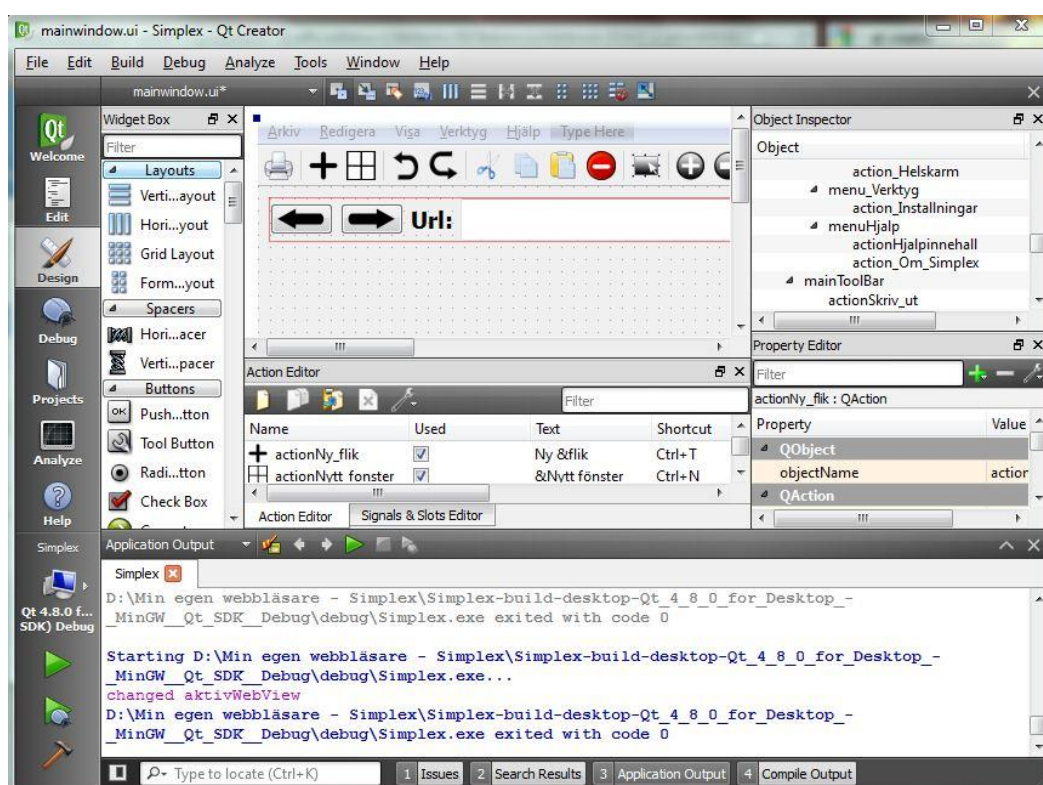 mainwindow.ui - Simplex - Qt Creator
File Edit Build Debug Analyze Tools Window Help
mainwindow.ui*
Welcome
Edit
Design
Debug
Projects
Analyze
Help
Simplex
Qt 4.8.0 f...
SDK) Debug
Widget Box
Filter
Layouts
Verti...ayout
Hori...yout
Grid Layout
Form...yout
Spacers
Hori...acer
Verti...pacer
Buttons
OK Push...tton
Tool Button
Radi...tton
Check Box
Arkiv Redigera Visa Verktyg Hjälp Type Here
Url:
Action Editor
Filter
Name Used Text Shortcut
actionNy_flik Ny &flik Ctrl+T
actionNytt fonster &Nytt fönster Ctrl+N
Action Editor Signals & Slots Editor
Object Inspector
Object
action_Helskarm
menu_Verktyg
action_Installningar
menuHjalp
actionHjalpinnehall
action_Om_Simplex
mainToolBar
actionSkriv_ut
Property Editor
Filter
actionNy_flik : QAction
Property Value
QObject
objectName action
QAction
Application Output
Simplex
D:\Min egen webbläsare - Simplex\Simplex-build-desktop-Qt_4_8_0_for_Desktop_-
_MinGW__Qt_SDK__Debug\debug\Simplex.exe exited with code 0
Starting D:\Min egen webbläsare - Simplex\Simplex-build-desktop-Qt_4_8_0_for_Desktop_-
_MinGW__Qt_SDK__Debug\debug\Simplex.exe...
changed aktivWebView
D:\Min egen webbläsare - Simplex\Simplex-build-desktop-Qt_4_8_0_for_Desktop_-
_MinGW__Qt_SDK__Debug\debug\Simplex.exe exited with code 0
Type to locate (Ctrl+K) 1 Issues 2 Search Results 3 Application Output 4 Compile Output